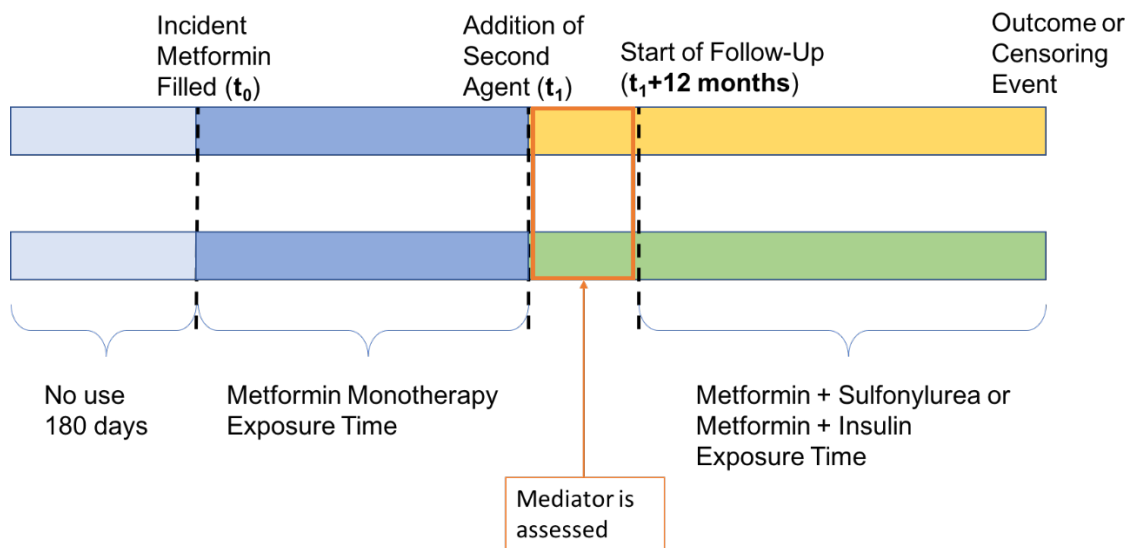 Incident
Metformin
Filled (t0)
Addition of
Second
Agent (t1)
Start of Follow-Up
(t1+12 months)
Outcome or
Censoring
Event
No use
180 days
Metformin Monotherapy
Exposure Time
Metformin + Sulfonylurea or
Metformin + Insulin
Exposure Time
Mediator is
assessed